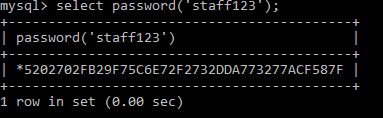 mysql> select password('staff123');
+-------------------------------------------+
| password('staff123')                      |
+-------------------------------------------+
| *5202702FB29F75C6E72F2732DDA773277ACF587F |
+-------------------------------------------+
1 row in set (0.00 sec)